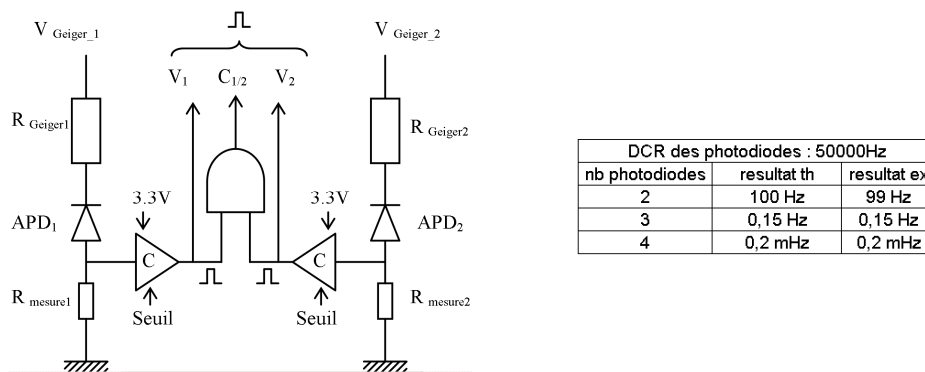 V Geiger_1
V Geiger_2
V1 C1/2 V2
R Geiger1
R Geiger2
3.3V 3.3V
APD1
APD2
C C
R mesure1
R mesure2
Seuil Seuil
DCR des photodiodes : 50000Hz
nb photodiodes resultat th resultat ex
2 100 Hz 99 Hz
3 0,15 Hz 0,15 Hz
4 0,2 mHz 0,2 mHz